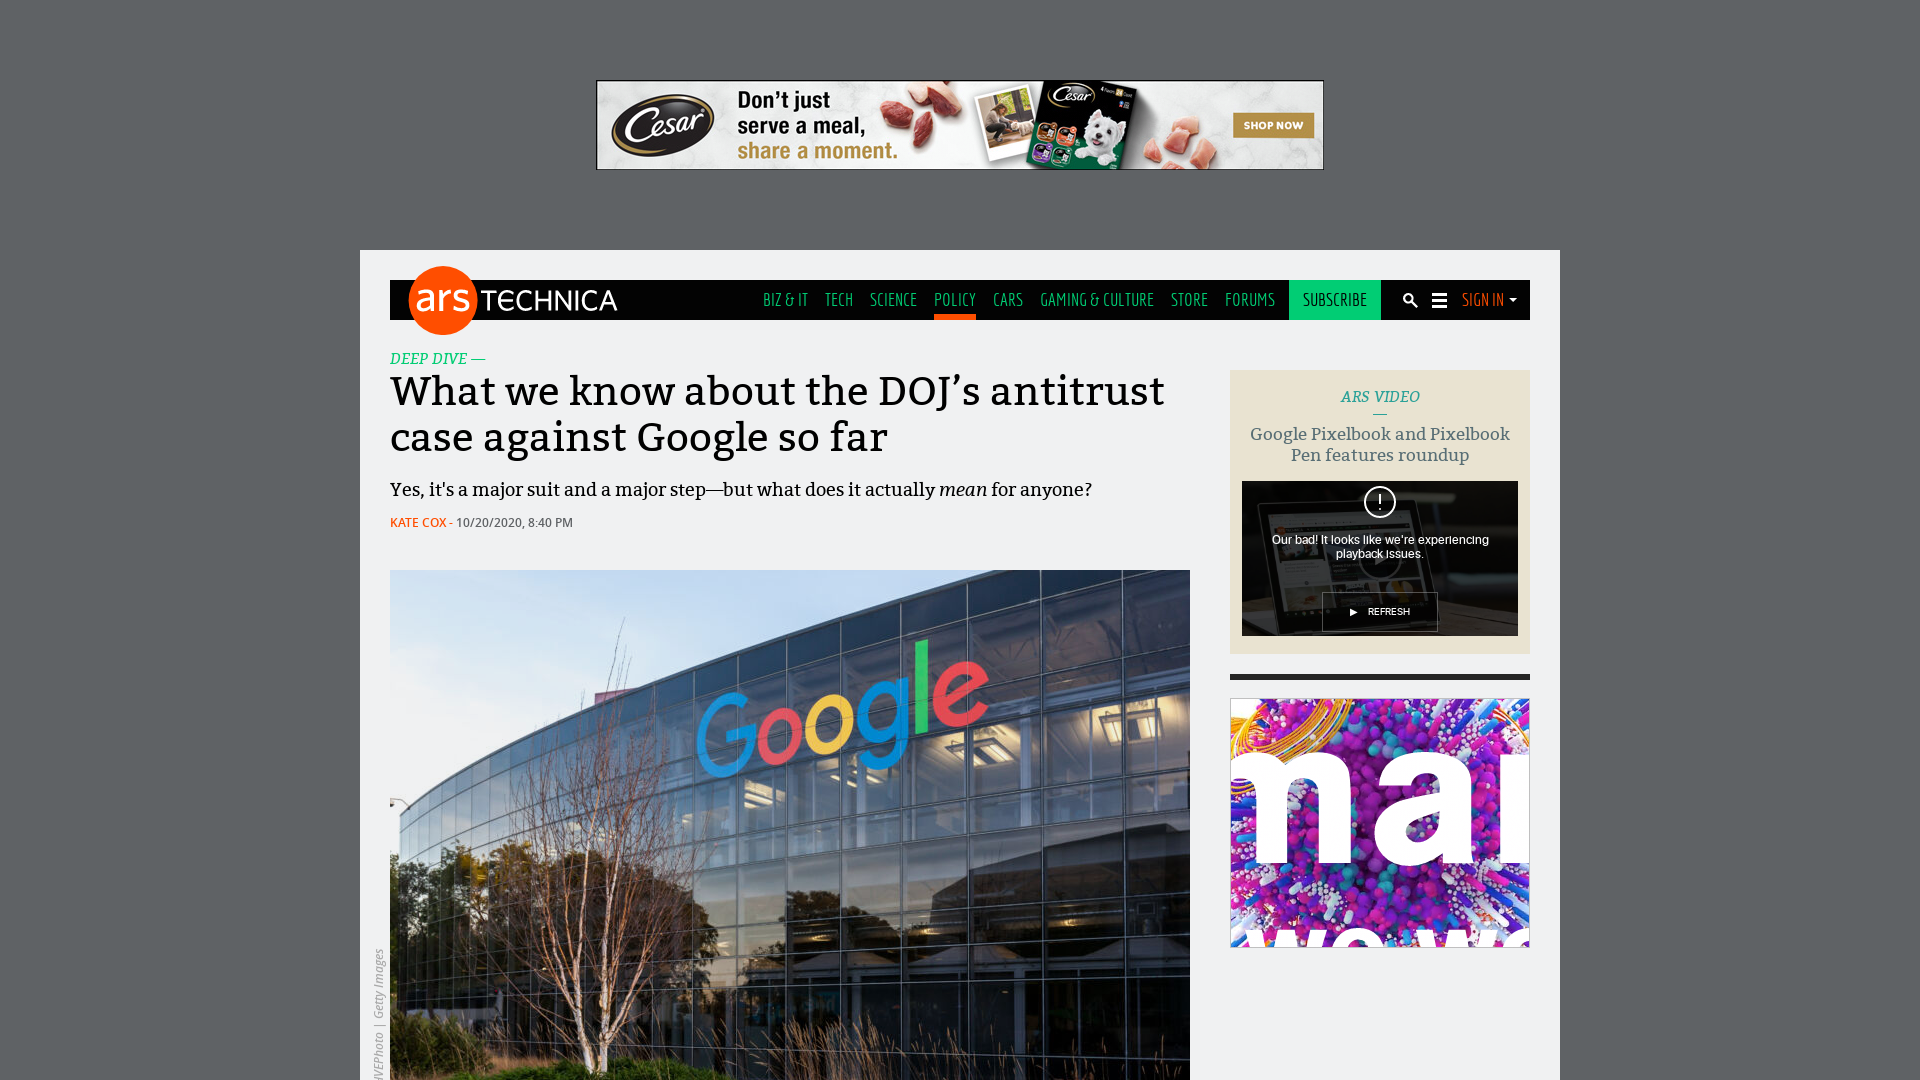 Cesar
Don't just
serve a meal,
share a moment.
Cesar
SHOP NOW
ars TECHNICA
BIZ & IT TECH SCIENCE POLICY CARS GAMING & CULTURE STORE FORUMS SUBSCRIBE SIGN IN
DEEP DIVE —
What we know about the DOJ’s antitrust
case against Google so far
Yes, it's a major suit and a major step—but what does it actually mean for anyone?
KATE COX - 10/20/2020, 8:40 PM
Google
ARS VIDEO
Google Pixelbook and Pixelbook
Pen features roundup
Our bad! It looks like we're experiencing
playback issues.
REFRESH
| Getty Images